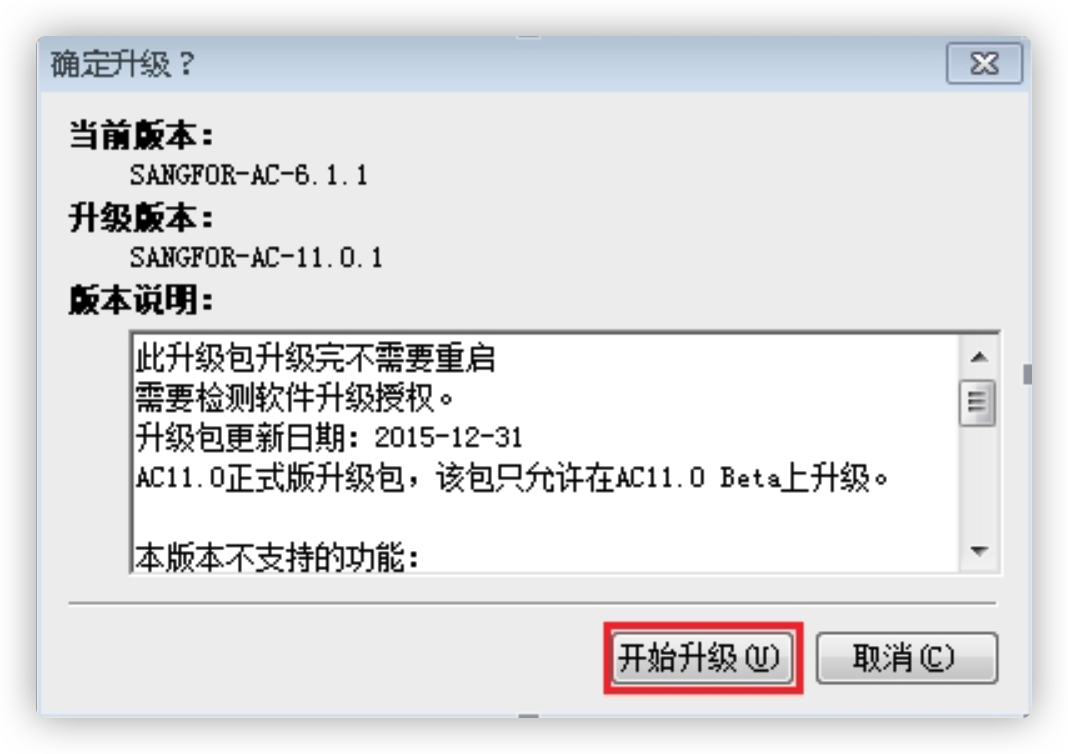 确定升级？
当前版本：
SANGFOR-AC-6.1.1
升级版本：
SANGFOR-AC-11.0.1
版本说明：
此升级包升级完不需要重启
需要检测软件升级授权。
升级包更新日期：2015-12-31
AC11.0正式版升级包，该包只允许在AC11.0 Beta上升级。
本版本不支持的功能：
开始升级(U) 取消(C)